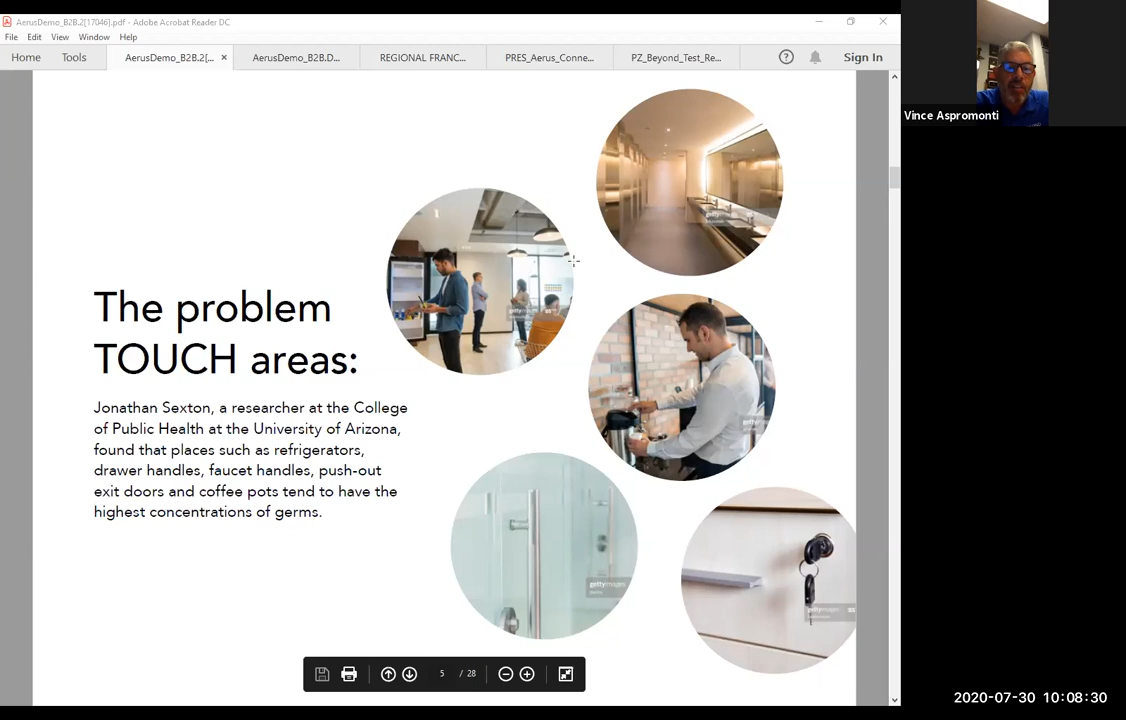 AerusDemo_B2B.2[17046].pdf - Adobe Acrobat Reader DC
File Edit View Window Help
Home Tools AerusDemo_B2B.2[... × AerusDemo_B2B.D... REGIONAL FRANC... PRES_Aerus_Conne... PZ_Beyond_Test_Re... Sign In
Vince Aspromonti
The problem
TOUCH areas:
Jonathan Sexton, a researcher at the College
of Public Health at the University of Arizona,
found that places such as refrigerators,
drawer handles, faucet handles, push-out
exit doors and coffee pots tend to have the
highest concentrations of germs.
gettyimages
5 / 28
2020-07-30 10:08:30